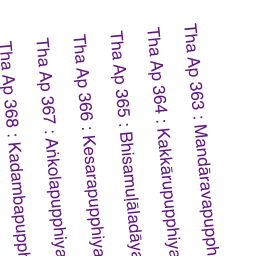 Tha Ap 363 : Mandāravapupph
Tha Ap 364 : Kakkārupupphiya
Tha Ap 365 : Bhisamuḷāladāya
Tha Ap 366 : Kesarapupphiya
Tha Ap 367 : Aṅkolapupphiya
Tha Ap 368 : Kadambapupph